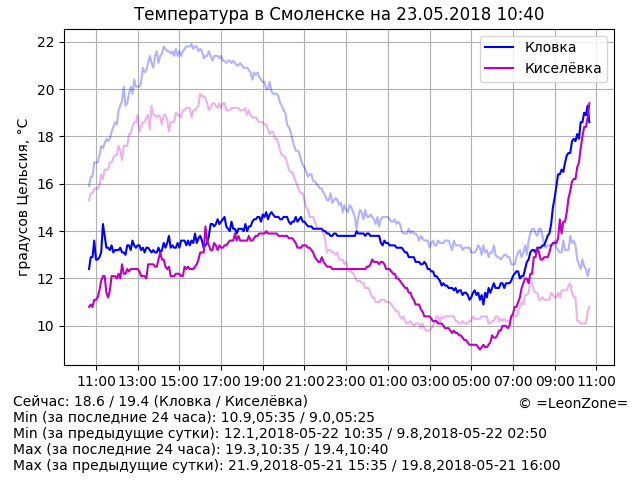 Температура в Смоленске на 23.05.2018 10:40
градусов Цельсия, °C
22
20
18
16
14
12
10
Кловка
Киселёвка
11:00 13:00 15:00 17:00 19:00 21:00 23:00 01:00 03:00 05:00 07:00 09:00 11:00
Сейчас: 18.6 / 19.4 (Кловка / Киселёвка)
© =LeonZone=
Min (за последние 24 часа): 10.9,05:35 / 9.0,05:25
Min (за предыдущие сутки): 12.1,2018-05-22 10:35 / 9.8,2018-05-22 02:50
Max (за последние 24 часа): 19.3,10:35 / 19.4,10:40
Max (за предыдущие сутки): 21.9,2018-05-21 15:35 / 19.8,2018-05-21 16:00